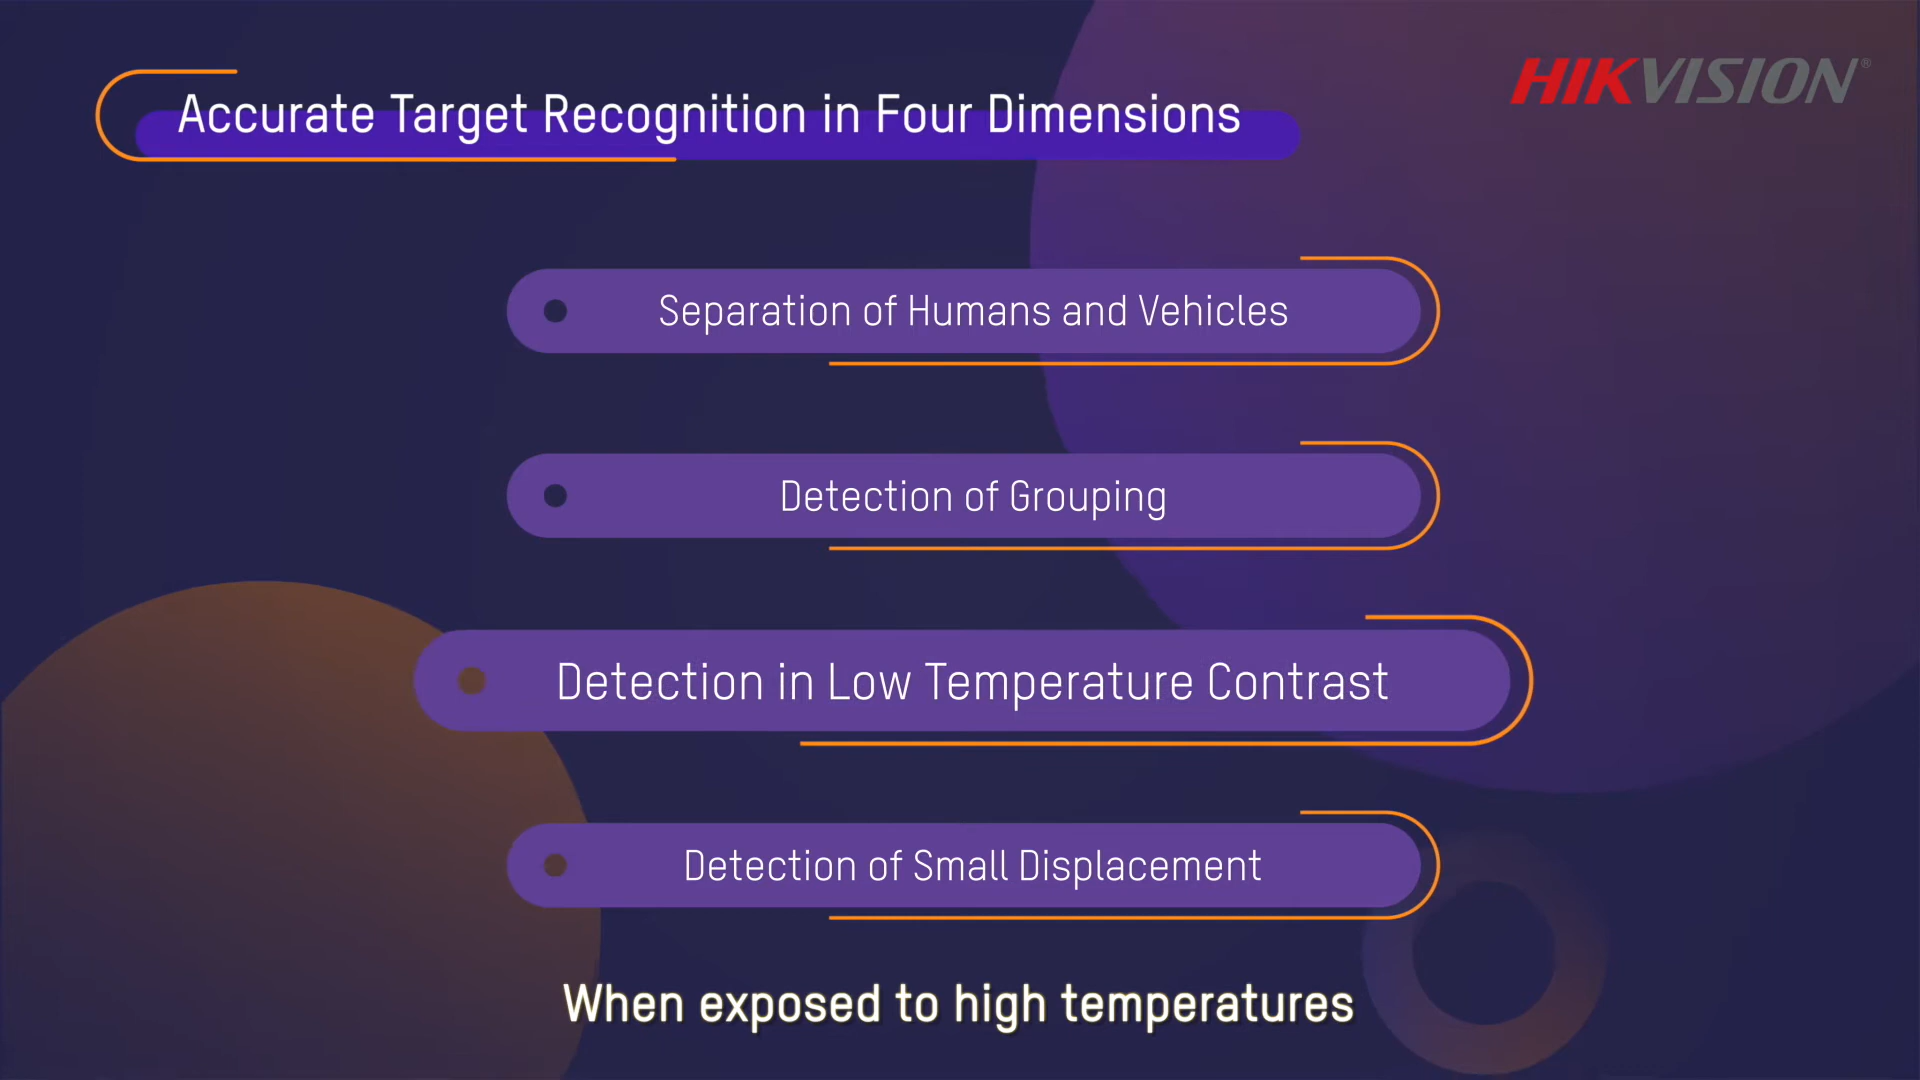 Accurate Target Recognition in Four Dimensions
HIKVISION®
Separation of Humans and Vehicles
Detection of Grouping
Detection in Low Temperature Contrast
Detection of Small Displacement
When exposed to high temperatures